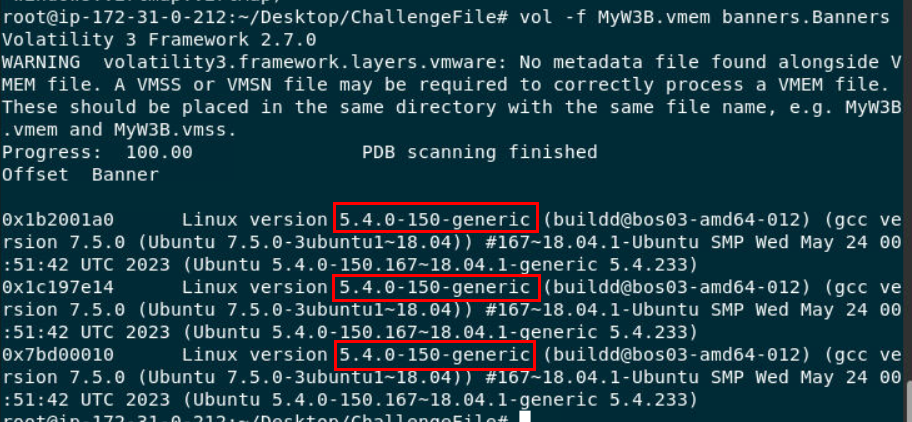 root@ip-172-31-0-212:~/Desktop/ChallengeFile# vol -f MyW3B.vmem banners.Banners
Volatility 3 Framework 2.7.0
WARNING  volatility3.framework.layers.vmware: No metadata file found alongside V
MEM file. A VMSS or VMSN file may be required to correctly process a VMEM file.
These should be placed in the same directory with the same file name, e.g. MyW3B
.vmem and MyW3B.vmss.
Progress:  100.00               PDB scanning finished
Offset  Banner

0x1b2001a0      Linux version 5.4.0-150-generic (buildd@bos03-amd64-012) (gcc ve
rsion 7.5.0 (Ubuntu 7.5.0-3ubuntu1~18.04)) #167~18.04.1-Ubuntu SMP Wed May 24 00
:51:42 UTC 2023 (Ubuntu 5.4.0-150.167~18.04.1-generic 5.4.233)
0x1c197e14      Linux version 5.4.0-150-generic (buildd@bos03-amd64-012) (gcc ve
rsion 7.5.0 (Ubuntu 7.5.0-3ubuntu1~18.04)) #167~18.04.1-Ubuntu SMP Wed May 24 00
:51:42 UTC 2023 (Ubuntu 5.4.0-150.167~18.04.1-generic 5.4.233)
0x7bd00010      Linux version 5.4.0-150-generic (buildd@bos03-amd64-012) (gcc ve
rsion 7.5.0 (Ubuntu 7.5.0-3ubuntu1~18.04)) #167~18.04.1-Ubuntu SMP Wed May 24 00
:51:42 UTC 2023 (Ubuntu 5.4.0-150.167~18.04.1-generic 5.4.233)
root@ip-172-31-0-212:~/Desktop/ChallengeFile#